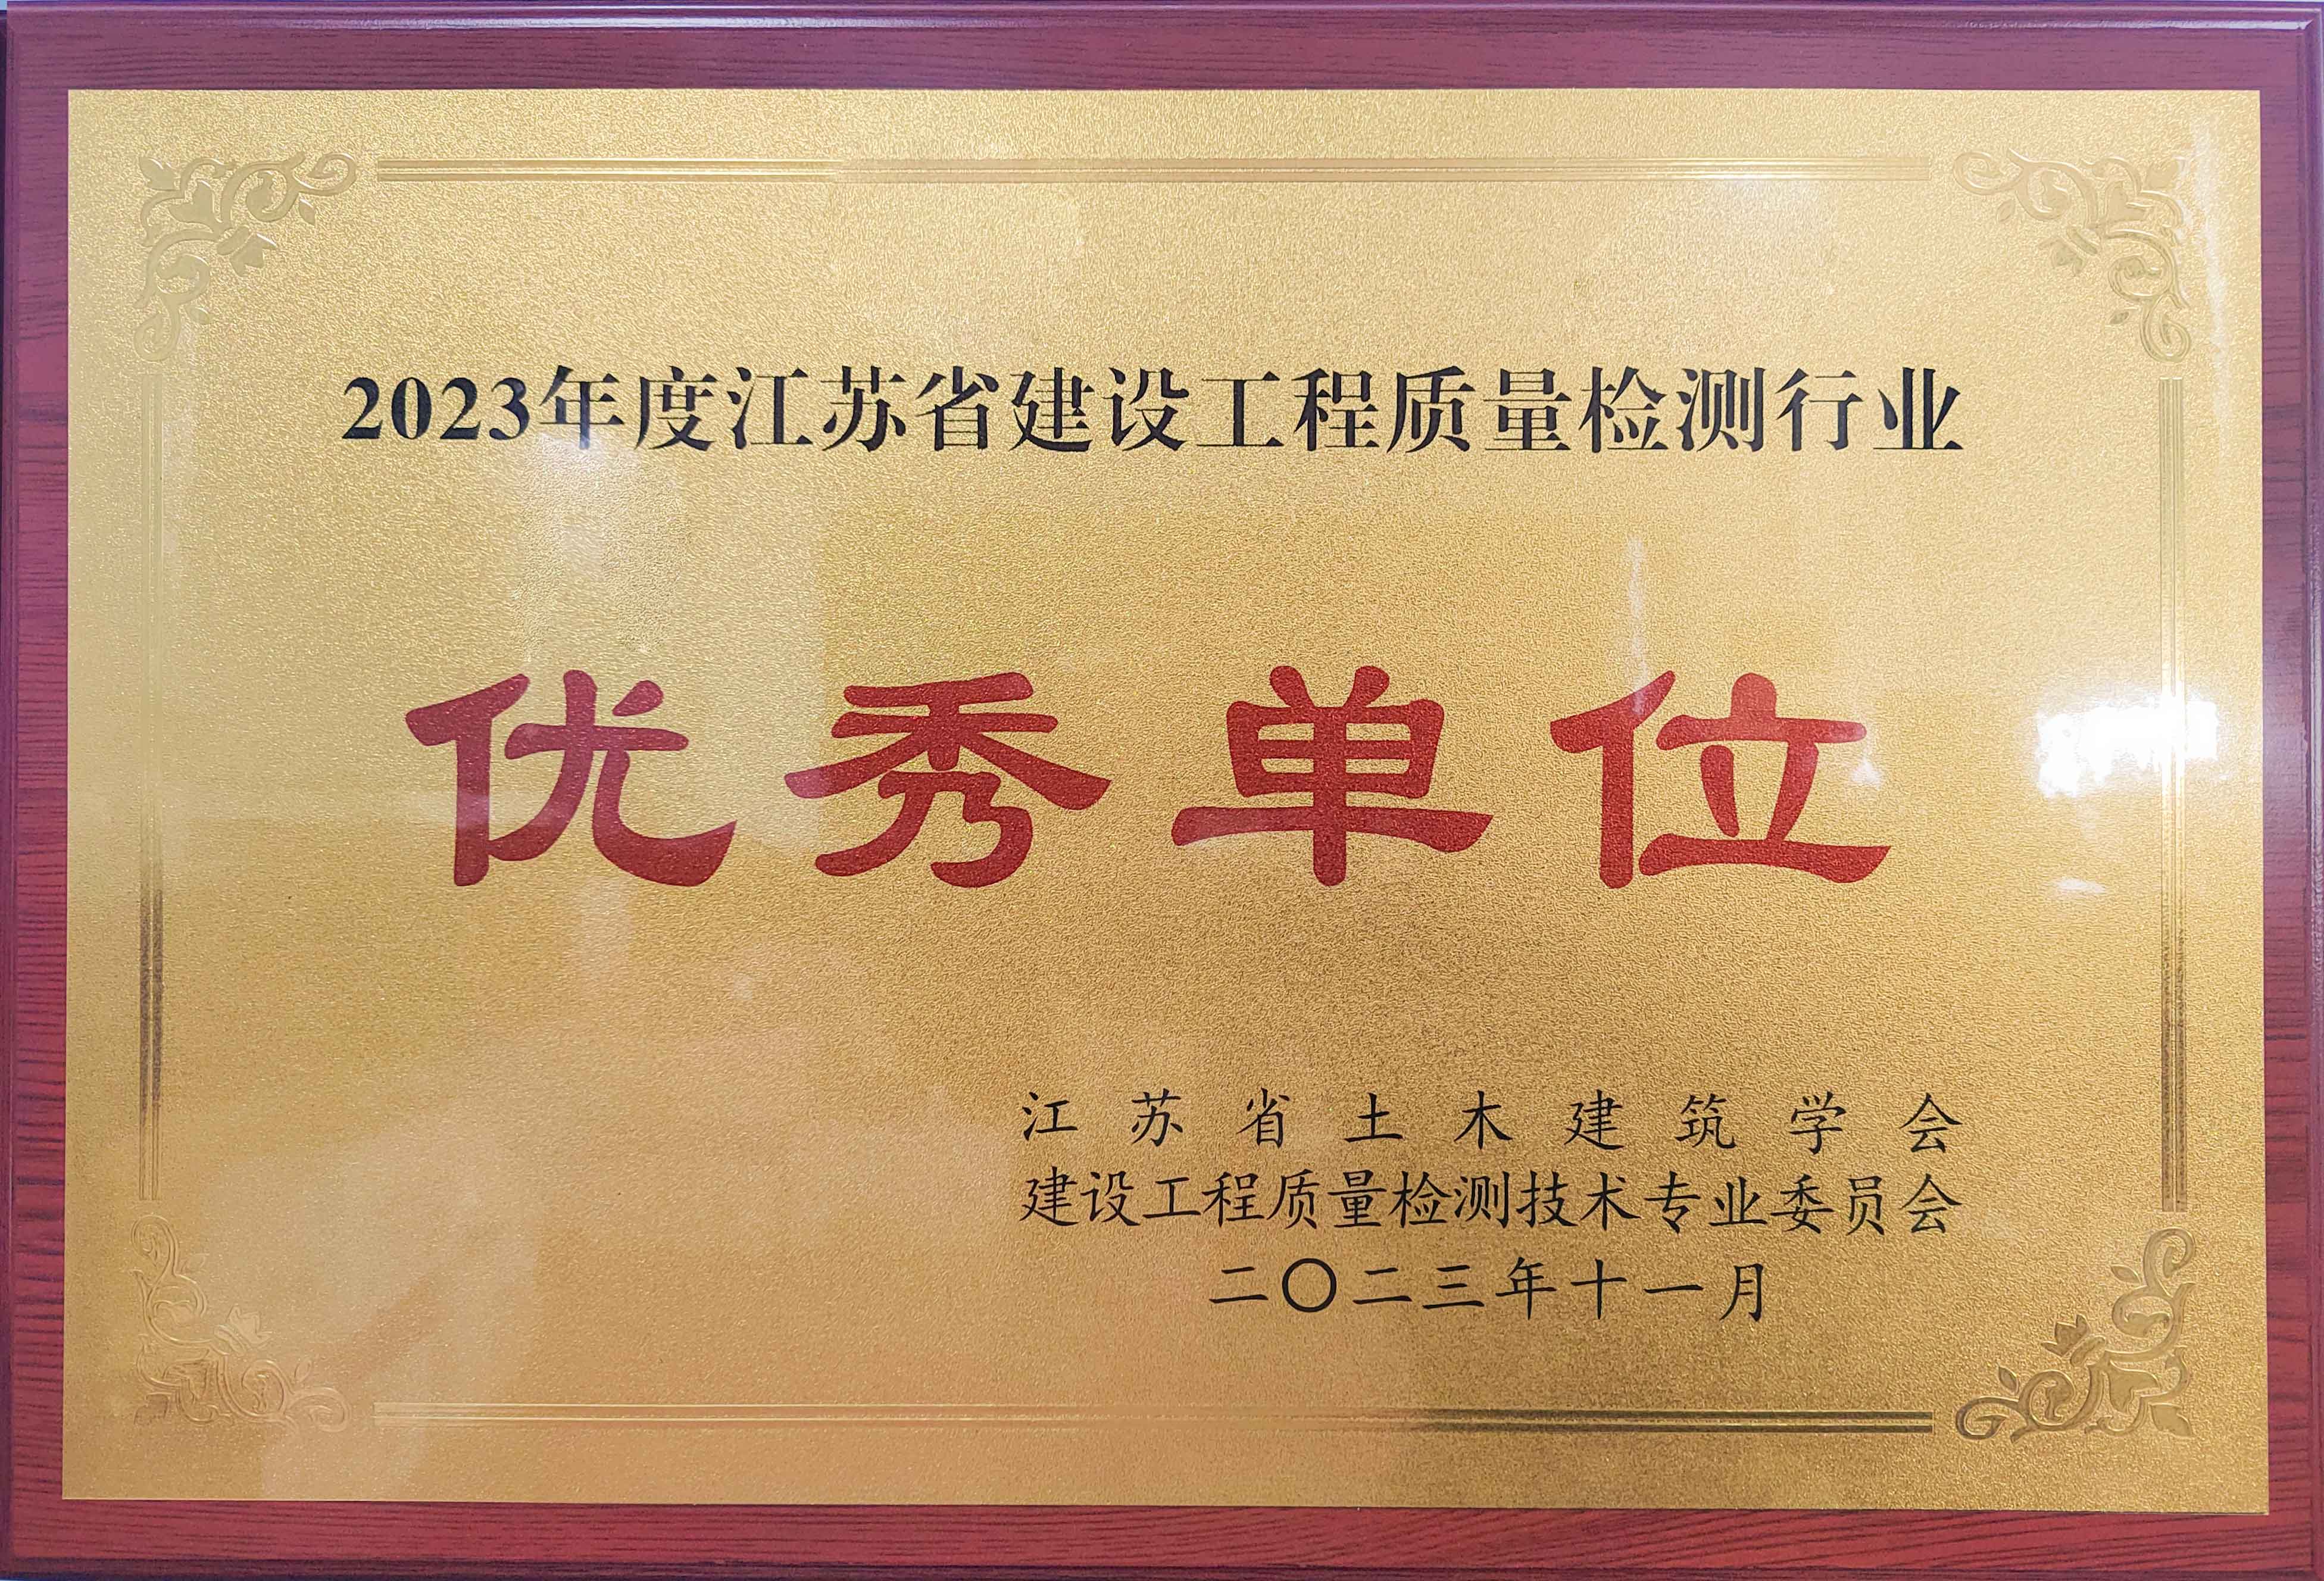 2023年度江苏省建设工程质量检测行业
优秀单位
江苏省土木建筑学会
建设工程质量检测技术专业委员会
二〇二三年十一月